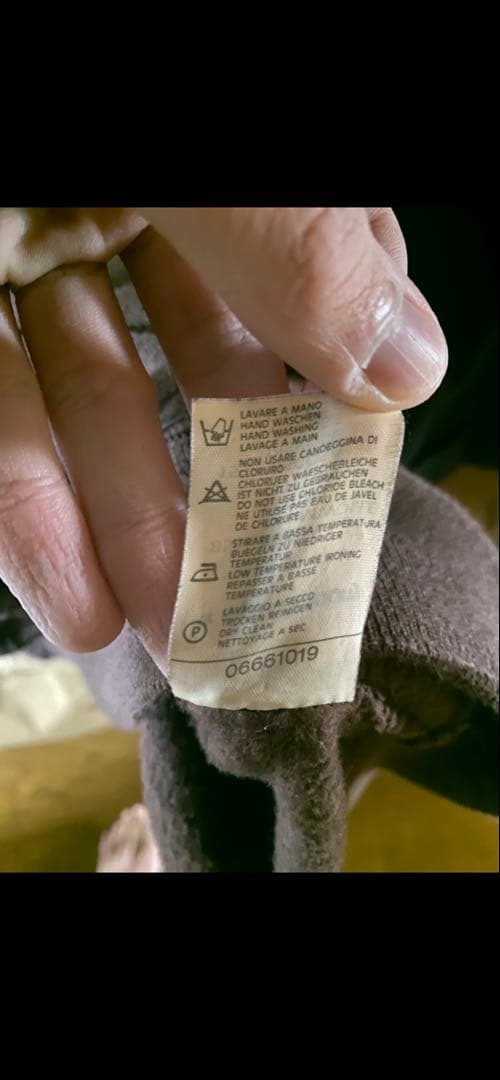 LAVARE A MANO
HAND WASCHEN
HAND WASHING
LAVAGE A MAIN
NON USARE CANDEGGINA DI
CLORURO
CHLORUER WAESCHEBLEICHE
IST NICHT ZU GEBRAUCHEN
DO NOT USE CHLORIDE BLEACH
NE UTILISE PAS EAU DE JAVEL
DE CHLORURE
STIRARE A BASSA TEMPERATURA
BUEGELN ZU NIEDRIGER
TEMPERATUR
LOW TEMPERATURE IRONING
REPASSER A BASSE
TEMPERATURE
P
LAVAGGIO A SECCO
TROCKEN REINIGEN
DRY CLEAN
NETTOYAGE A SEC
06661019